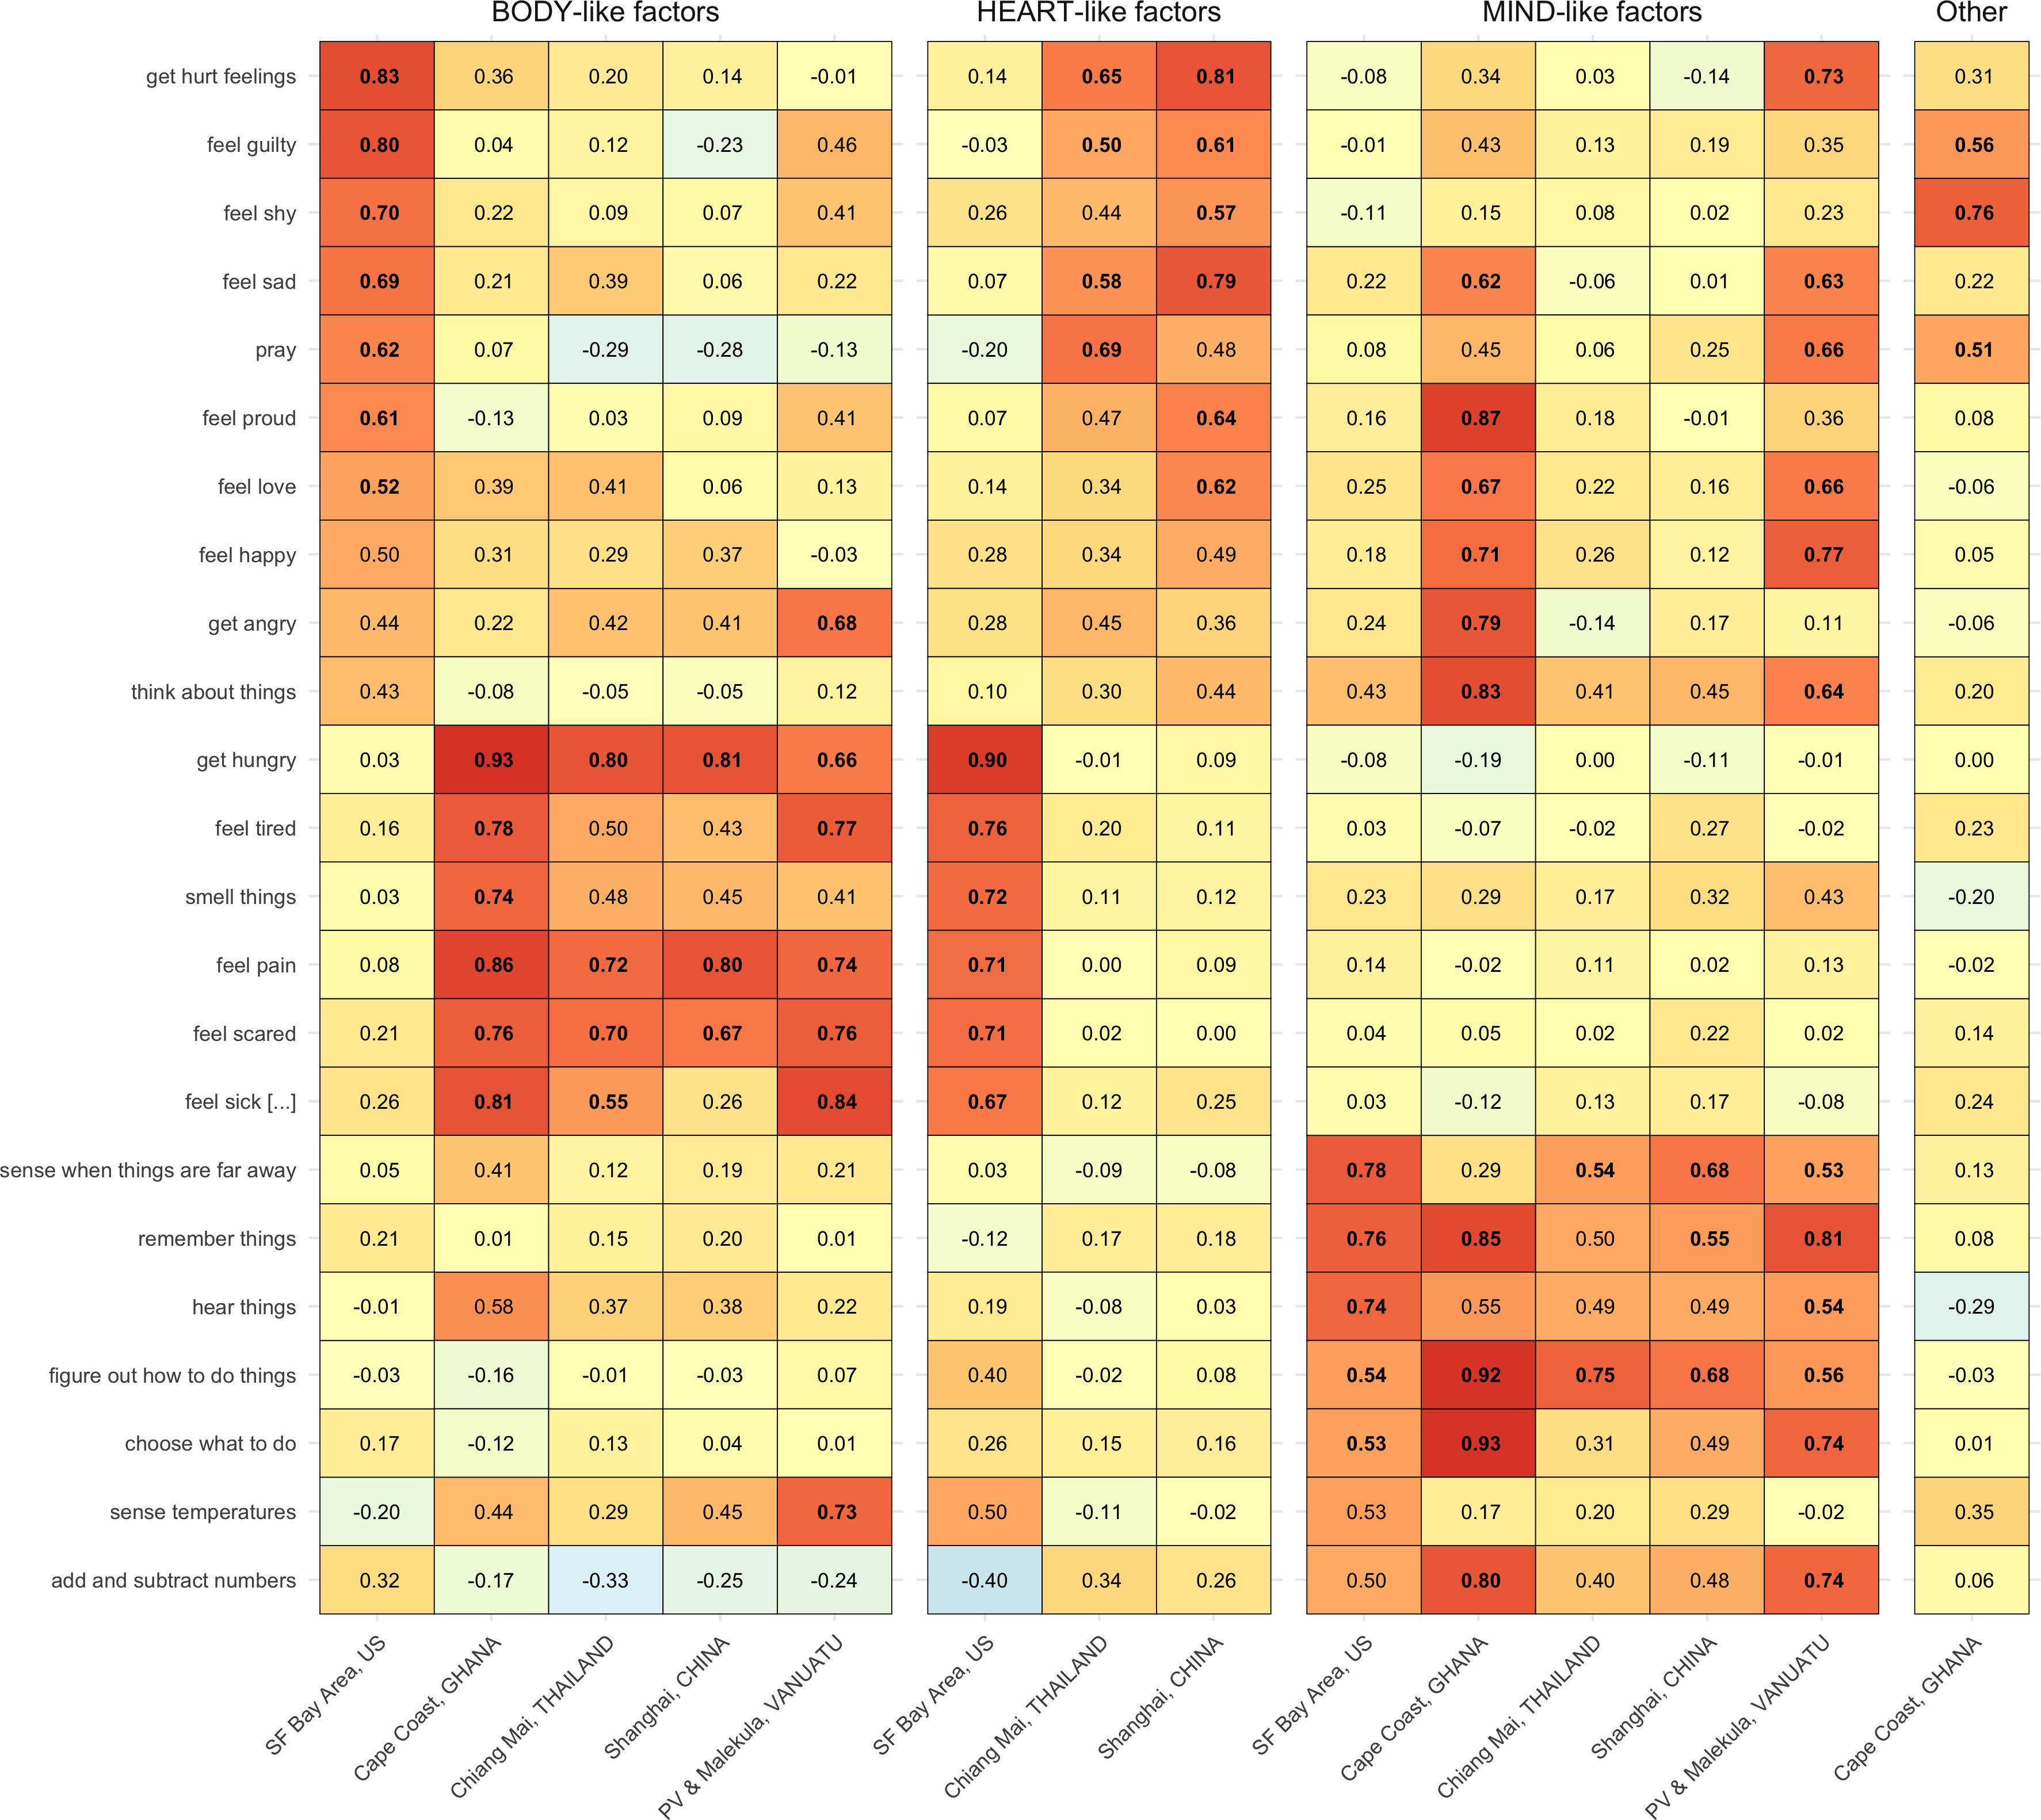 BODY-like factors HEART-like factors MIND-like factors Other
get hurt feelings 0.83 0.36 0.20 0.14 -0.01 0.14 0.65 0.81 -0.08 0.34 0.03 -0.14 0.73 0.31
feel guilty 0.80 0.04 0.12 -0.23 0.46 -0.03 0.50 0.61 -0.01 0.43 0.13 0.19 0.35 0.56
feel shy 0.70 0.22 0.09 0.07 0.41 0.26 0.44 0.57 -0.11 0.15 0.08 0.02 0.23 0.76
feel sad 0.69 0.21 0.39 0.06 0.22 0.07 0.58 0.79 0.22 0.62 -0.06 0.01 0.63 0.22
pray 0.62 0.07 -0.29 -0.28 -0.13 -0.20 0.69 0.48 0.08 0.45 0.06 0.25 0.66 0.51
feel proud 0.61 -0.13 0.03 0.09 0.41 0.07 0.47 0.64 0.16 0.87 0.18 -0.01 0.36 0.08
feel love 0.52 0.39 0.41 0.06 0.13 0.14 0.34 0.62 0.25 0.67 0.22 0.16 0.66 -0.06
feel happy 0.50 0.31 0.29 0.37 -0.03 0.28 0.34 0.49 0.18 0.71 0.26 0.12 0.77 0.05
get angry 0.44 0.22 0.42 0.41 0.68 0.28 0.45 0.36 0.24 0.79 -0.14 0.17 0.11 -0.06
think about things 0.43 -0.08 -0.05 -0.05 0.12 0.10 0.30 0.44 0.43 0.83 0.41 0.45 0.64 0.20
get hungry 0.03 0.93 0.80 0.81 0.66 0.90 -0.01 0.09 -0.08 -0.19 0.00 -0.11 -0.01 0.00
feel tired 0.16 0.78 0.50 0.43 0.77 0.76 0.20 0.11 0.03 -0.07 -0.02 0.27 -0.02 0.23
smell things 0.03 0.74 0.48 0.45 0.41 0.72 0.11 0.12 0.23 0.29 0.17 0.32 0.43 -0.20
feel pain 0.08 0.86 0.72 0.80 0.74 0.71 0.00 0.09 0.14 -0.02 0.11 0.02 0.13 -0.02
feel scared 0.21 0.76 0.70 0.67 0.76 0.71 0.02 0.00 0.04 0.05 0.02 0.22 0.02 0.14
feel sick [...] 0.26 0.81 0.55 0.26 0.84 0.67 0.12 0.25 0.03 -0.12 0.13 0.17 -0.08 0.24
sense when things are far away 0.05 0.41 0.12 0.19 0.21 0.03 -0.09 -0.08 0.78 0.29 0.54 0.68 0.53 0.13
remember things 0.21 0.01 0.15 0.20 0.01 -0.12 0.17 0.18 0.76 0.85 0.50 0.55 0.81 0.08
hear things -0.01 0.58 0.37 0.38 0.22 0.19 -0.08 0.03 0.74 0.55 0.49 0.49 0.54 -0.29
figure out how to do things -0.03 -0.16 -0.01 -0.03 0.07 0.40 -0.02 0.08 0.54 0.92 0.75 0.68 0.56 -0.03
choose what to do 0.17 -0.12 0.13 0.04 0.01 0.26 0.15 0.16 0.53 0.93 0.31 0.49 0.74 0.01
sense temperatures -0.20 0.44 0.29 0.45 0.73 0.50 -0.11 -0.02 0.53 0.17 0.20 0.29 -0.02 0.35
add and subtract numbers 0.32 -0.17 -0.33 -0.25 -0.24 -0.40 0.34 0.26 0.50 0.80 0.40 0.48 0.74 0.06
SF Bay Area, US
Cape Coast, GHANA
Chiang Mai, THAILAND
Shanghai, CHINA
PV & Malekula, VANUATU
SF Bay Area, US
Chiang Mai, THAILAND
Shanghai, CHINA
SF Bay Area, US
Cape Coast, GHANA
Chiang Mai, THAILAND
Shanghai, CHINA
PV & Malekula, VANUATU
Cape Coast, GHANA